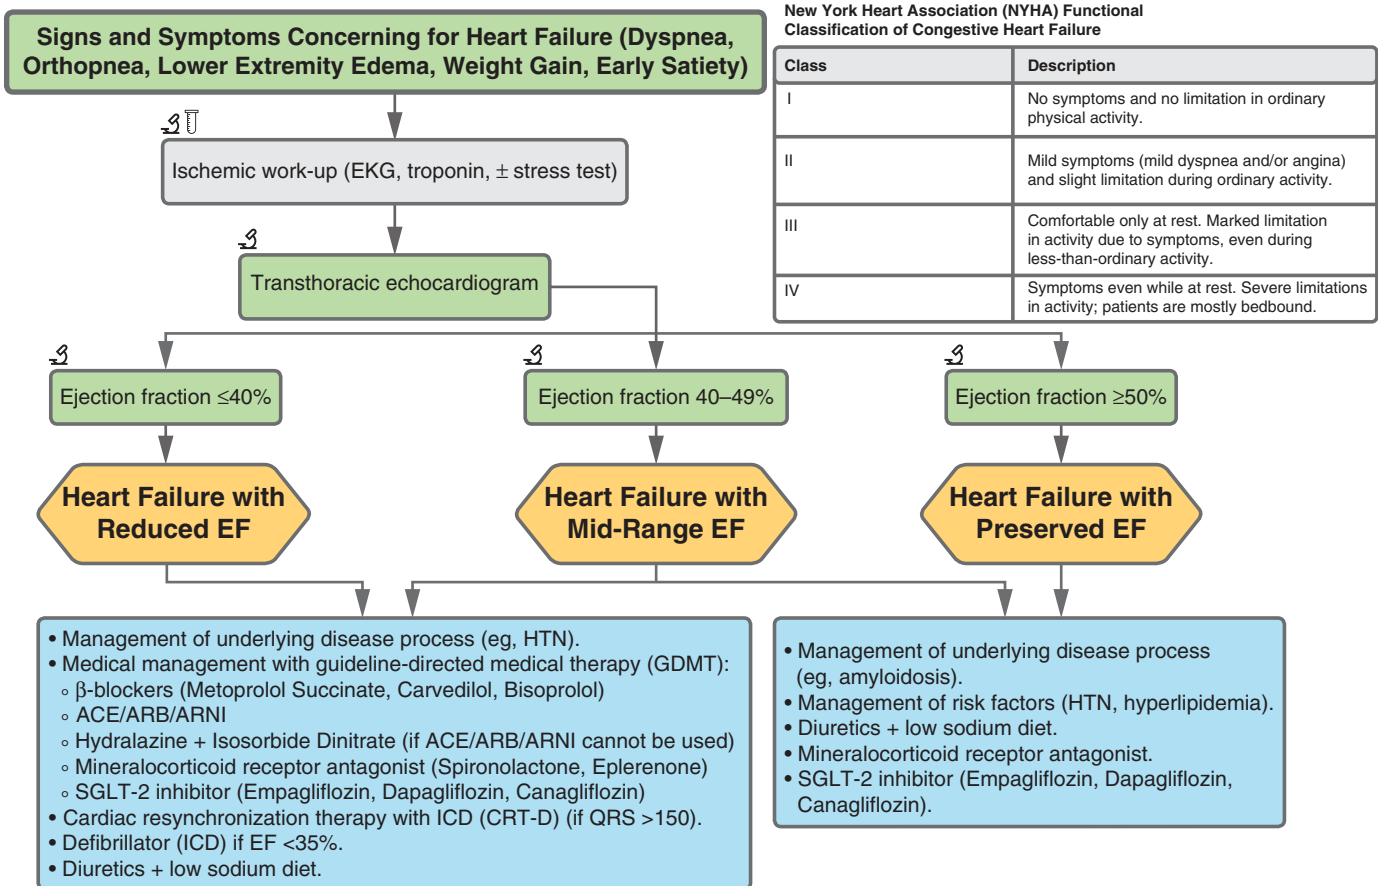 Signs and Symptoms Concerning for Heart Failure (Dyspnea,
Orthopnea, Lower Extremity Edema, Weight Gain, Early Satiety)
New York Heart Association (NYHA) Functional
Classification of Congestive Heart Failure
Class
Description
I
No symptoms and no limitation in ordinary
physical activity.
II
Mild symptoms (mild dyspnea and/or angina)
and slight limitation during ordinary activity.
III
Comfortable only at rest. Marked limitation
in activity due to symptoms, even during
less-than-ordinary activity.
IV
Symptoms even while at rest. Severe limitations
in activity; patients are mostly bedbound.
Ischemic work-up (EKG, troponin, ± stress test)
Transthoracic echocardiogram
Ejection fraction ≤40%
Ejection fraction 40–49%
Ejection fraction ≥50%
Heart Failure with
Reduced EF
Heart Failure with
Mid-Range EF
Heart Failure with
Preserved EF
• Management of underlying disease process (eg, HTN).
• Medical management with guideline-directed medical therapy (GDMT):
◦ β-blockers (Metoprolol Succinate, Carvedilol, Bisoprolol)
◦ ACE/ARB/ARNI
◦ Hydralazine + Isosorbide Dinitrate (if ACE/ARB/ARNI cannot be used)
◦ Mineralocorticoid receptor antagonist (Spironolactone, Eplerenone)
◦ SGLT-2 inhibitor (Empagliflozin, Dapagliflozin, Canagliflozin)
• Cardiac resynchronization therapy with ICD (CRT-D) (if QRS >150).
• Defibrillator (ICD) if EF <35%.
• Diuretics + low sodium diet.
• Management of underlying disease process
(eg, amyloidosis).
• Management of risk factors (HTN, hyperlipidemia).
• Diuretics + low sodium diet.
• Mineralocorticoid receptor antagonist.
• SGLT-2 inhibitor (Empagliflozin, Dapagliflozin,
Canagliflozin).